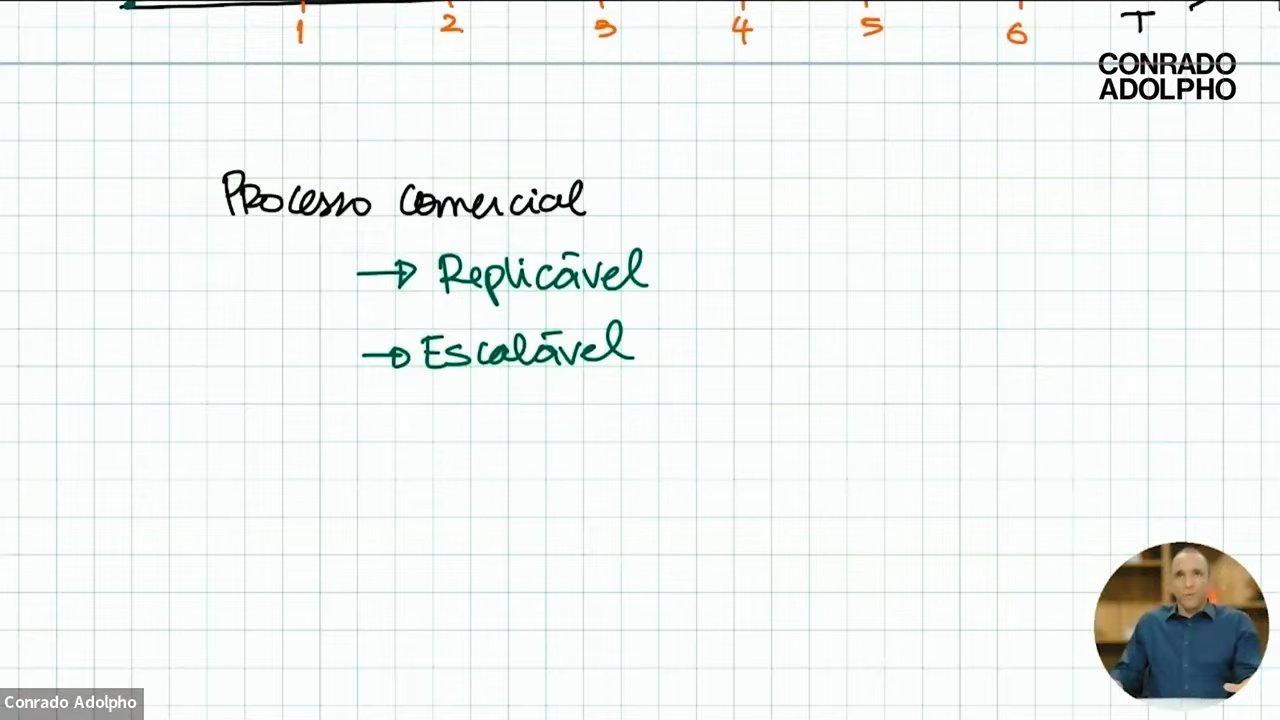 1 2 3 4 5 6 T
CONRADO
ADOLPHO
Processo comercial
→ Replicável
→ Escalável
Conrado Adolpho